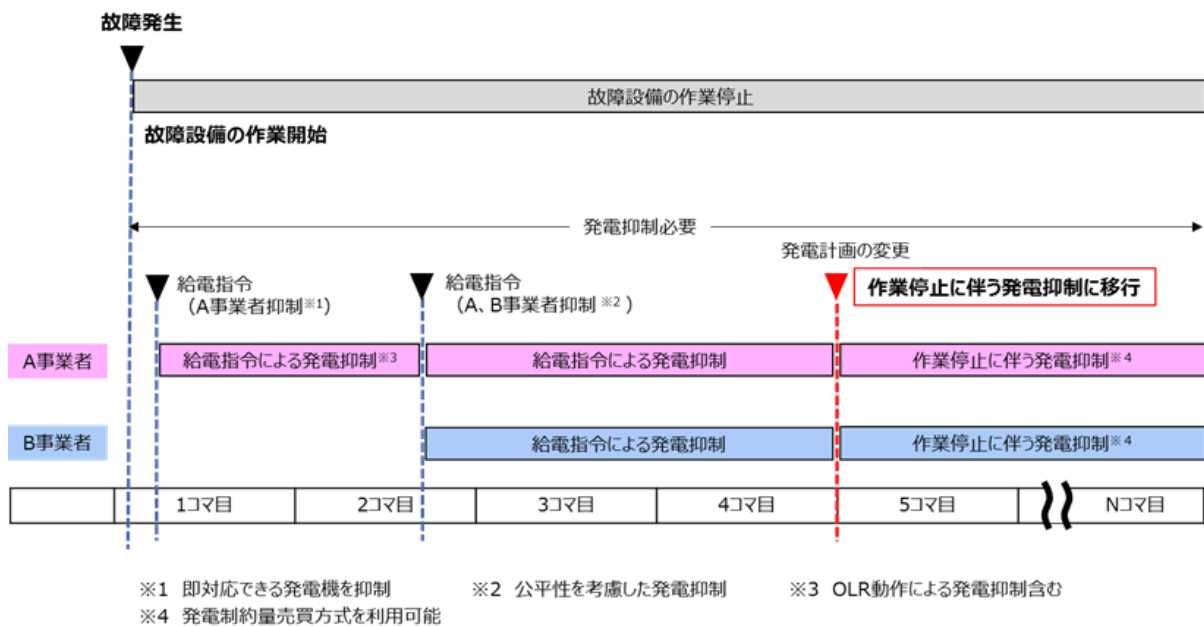 故障発生
故障設備の作業停止
故障設備の作業開始
発電抑制必要
発電計画の変更
給電指令
（A事業者抑制※1）
給電指令
（A、B事業者抑制※2）
作業停止に伴う発電抑制に移行
A事業者
給電指令による発電抑制※3
給電指令による発電抑制
作業停止に伴う発電抑制※4
B事業者
給電指令による発電抑制
作業停止に伴う発電抑制※4
1コマ目
2コマ目
3コマ目
4コマ目
5コマ目
Nコマ目
※1 即対応できる発電機を抑制
※2 公平性を考慮した発電抑制
※3 OLR動作による発電抑制含む
※4 発電制約量売買方式を利用可能